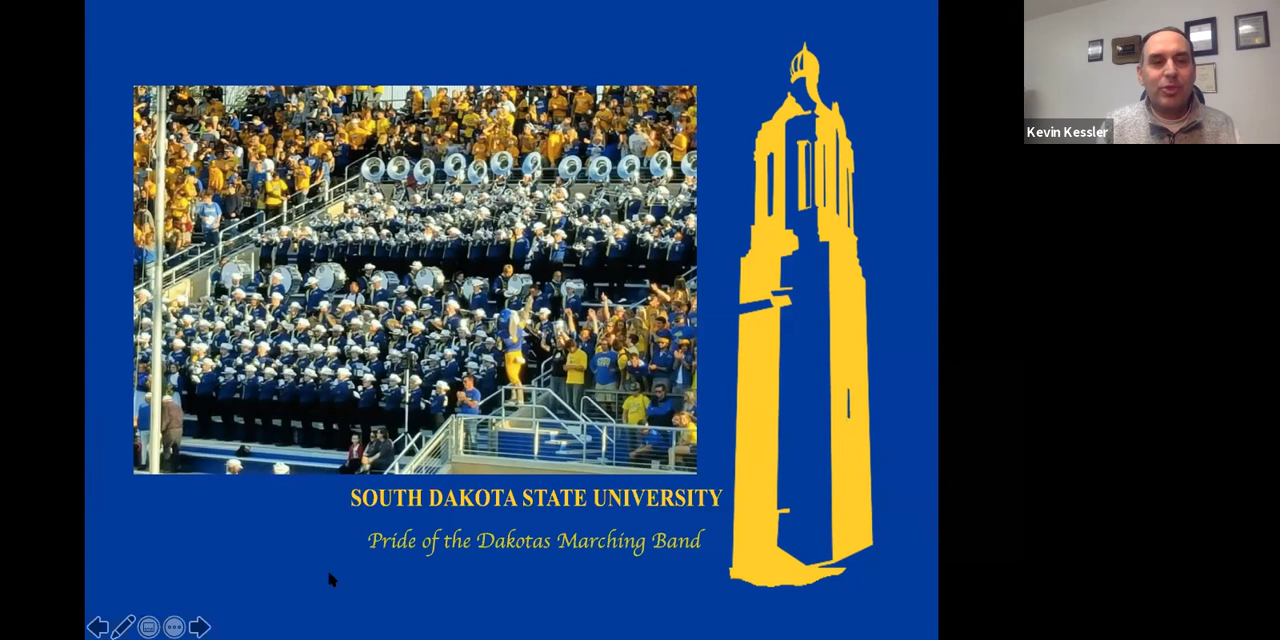 Kevin Kessler
SOUTH DAKOTA STATE UNIVERSITY
Pride of the Dakotas Marching Band